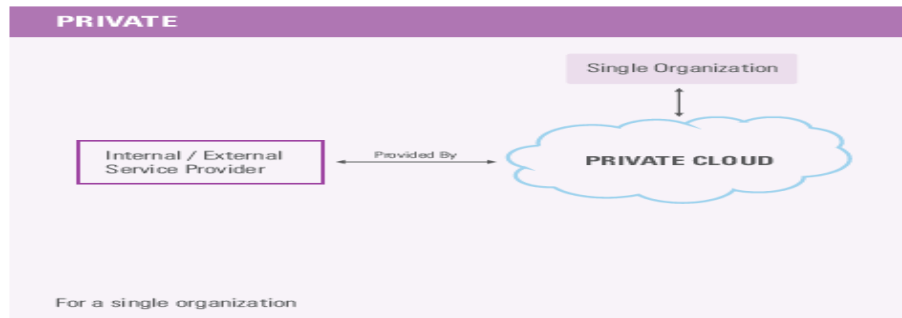 PRIVATE
Single Organization
Internal / External
Service Provider
Provided By
PRIVATE CLOUD
For a single organization